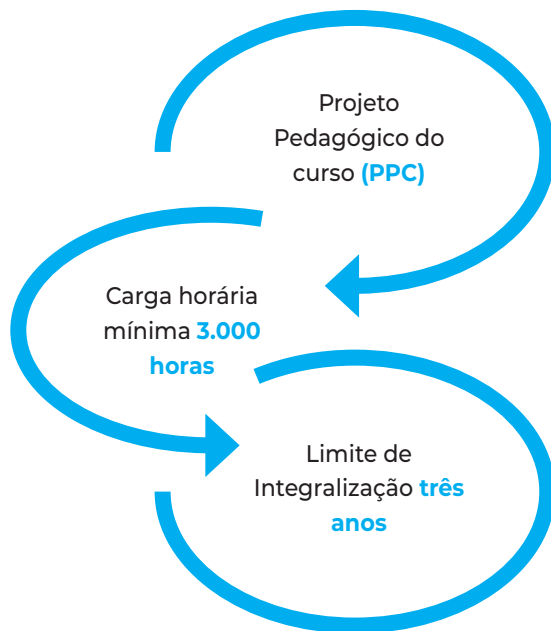 Projeto
Pedagógico do
curso (PPC)
Carga horária
mínima 3.000
horas
Limite de
Integralização três
anos